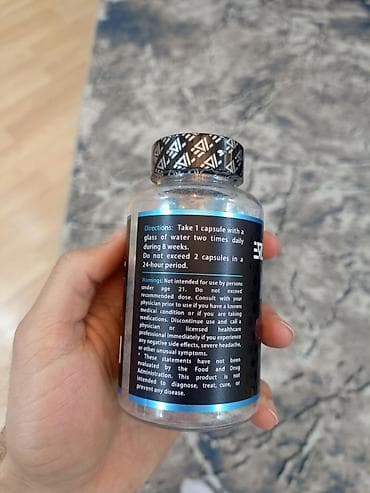 Directions: Take 1 capsule with a
glass of water two times daily
during 8 weeks.
Do not exceed 2 capsules in a
24-hour period.
Warnings: Not intended for use by persons
under age 21. Do not exceed
recommended dose. Consult with your
physician prior to use if you have a known
medical condition or if you are taking
medications. Discontinue use and call a
physician or licensed healthcare
professional immediately if you experience
any negative side effects, severe headache,
or other unusual symptoms.
* These statements have not been
evaluated by the Food and Drug
Administration. This product is not
intended to diagnose, treat, cure, or
prevent any disease.